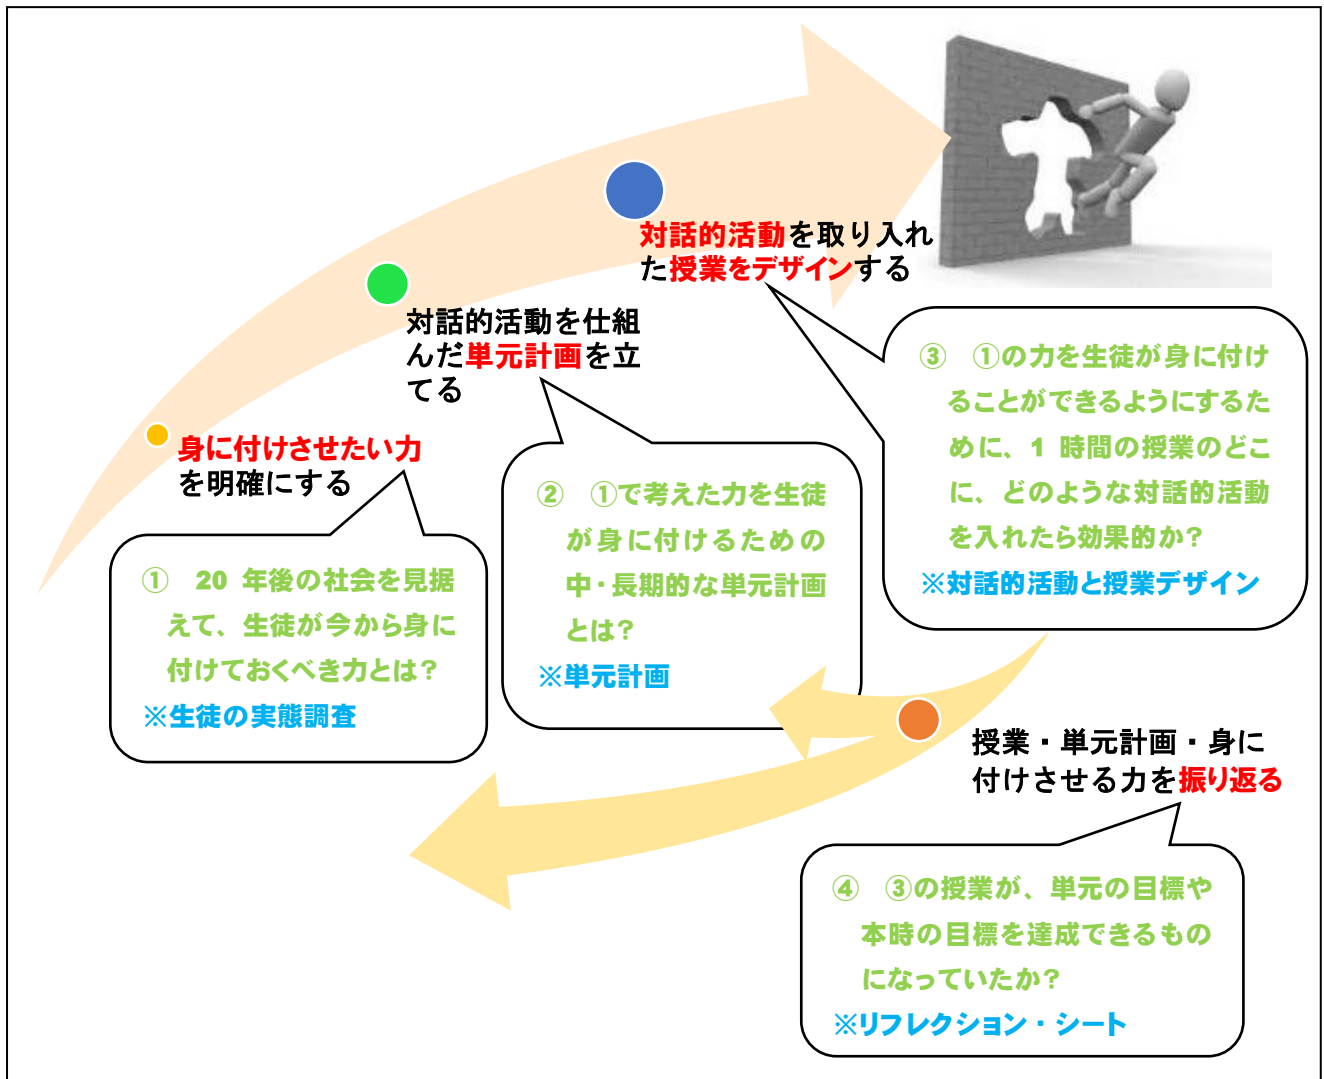 対話的活動を取り入れ
た授業をデザインする
対話的活動を仕組
んだ単元計画を立
てる
身に付けさせたい力
を明確にする
① 20 年後の社会を見据
えて、生徒が今から身に
付けておくべき力とは？
※生徒の実態調査
② ①で考えた力を生徒
が身に付けるための
中・長期的な単元計画
とは？
※単元計画
③ ①の力を生徒が身に付け
ることができるようにするた
めに、1 時間の授業のどこ
に、どのような対話的活動
を入れたら効果的か？
※対話的活動と授業デザイン
授業・単元計画・身に
付けさせる力を振り返る
④ ③の授業が、単元の目標や
本時の目標を達成できるもの
になっていたか？
※リフレクション・シート